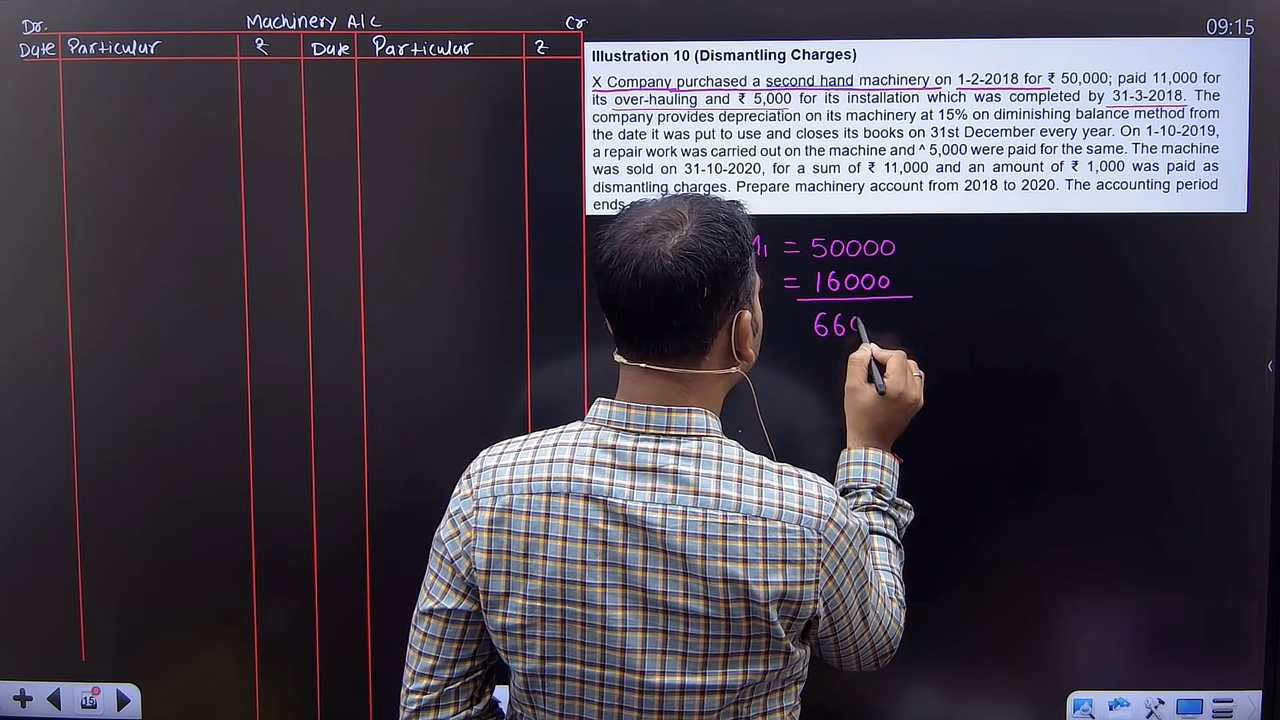 Dr. Machinery A/c Cr.
09:15
Date Particular ₹ Date Particular ₹
Illustration 10 (Dismantling Charges)
X Company purchased a second hand machinery on 1-2-2018 for ₹ 50,000; paid 11,000 for
its over-hauling and ₹ 5,000 for its installation which was completed by 31-3-2018. The
company provides depreciation on its machinery at 15% on diminishing balance method from
the date it was put to use and closes its books on 31st December every year. On 1-10-2019,
a repair work was carried out on the machine and ^ 5,000 were paid for the same. The machine
was sold on 31-10-2020, for a sum of ₹ 11,000 and an amount of ₹ 1,000 was paid as
dismantling charges. Prepare machinery account from 2018 to 2020. The accounting period
ends
= 50000
= 16000
660
15